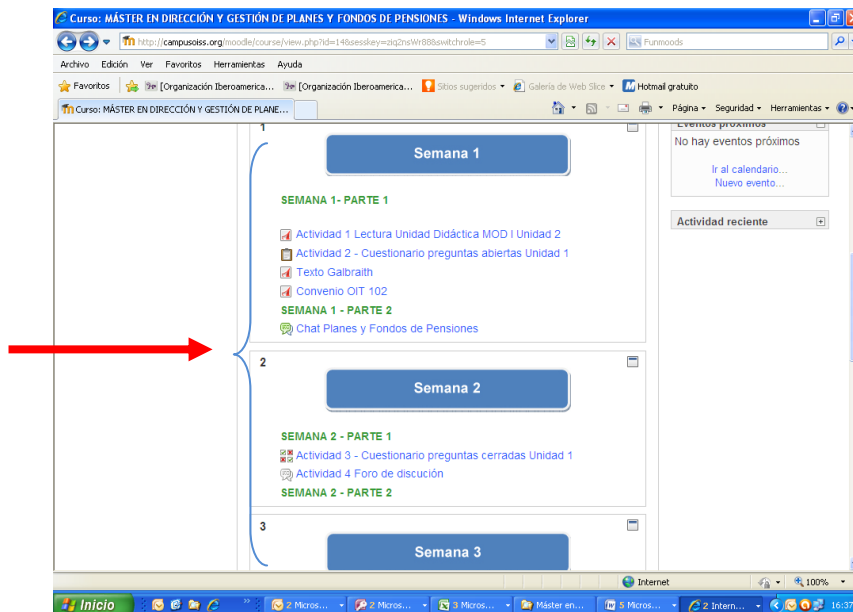 Curso: MÁSTER EN DIRECCIÓN Y GESTIÓN DE PLANES Y FONDOS DE PENSIONES - Windows Internet Explorer
http://campusoiss.org/moodle/course/view.php?id=14&sesskey=ziq2nsWr88&switchrole=5
Funmoods
Archivo Edición Ver Favoritos Herramientas Ayuda
Favoritos [Organización Iberoamerica... [Organización Iberoamerica... Sitios sugeridos Galería de Web Slice Hotmail gratuito
Curso: MÁSTER EN DIRECCIÓN Y GESTIÓN DE PLANE...
Página Seguridad Herramientas
1
Semana 1
SEMANA 1- PARTE 1
Actividad 1 Lectura Unidad Didáctica MOD I Unidad 2
Actividad 2 - Cuestionario preguntas abiertas Unidad 1
Texto Galbraith
Convenio OIT 102
SEMANA 1 - PARTE 2
Chat Planes y Fondos de Pensiones
2
Semana 2
SEMANA 2 - PARTE 1
Actividad 3 - Cuestionario preguntas cerradas Unidad 1
Actividad 4 Foro de discución
SEMANA 2 - PARTE 2
3
Semana 3
Eventos próximos
No hay eventos próximos
Ir al calendario...
Nuevo evento...
Actividad reciente
Internet
100%
Inicio
2 Micros...
2 Micros...
3 Micros...
Máster en...
5 Micros...
2 Intern...
16:37